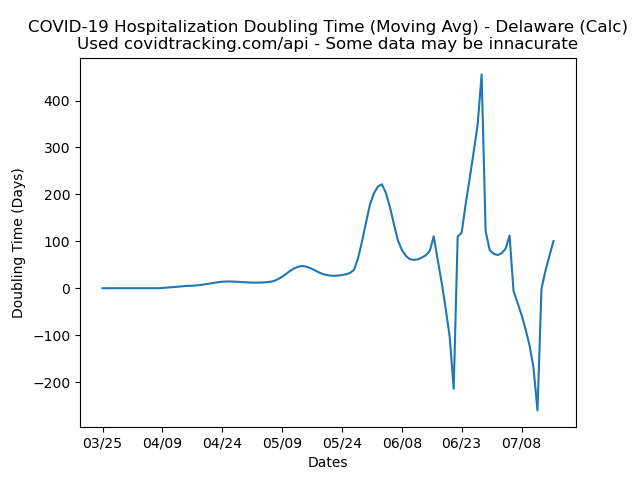 COVID-19 Hospitalization Doubling Time (Moving Avg) - Delaware (Calc)
Used covidtracking.com/api - Some data may be innacurate
400
300
200
100
0
−100
−200
Doubling Time (Days)
03/25 04/09 04/24 05/09 05/24 06/08 06/23 07/08
Dates